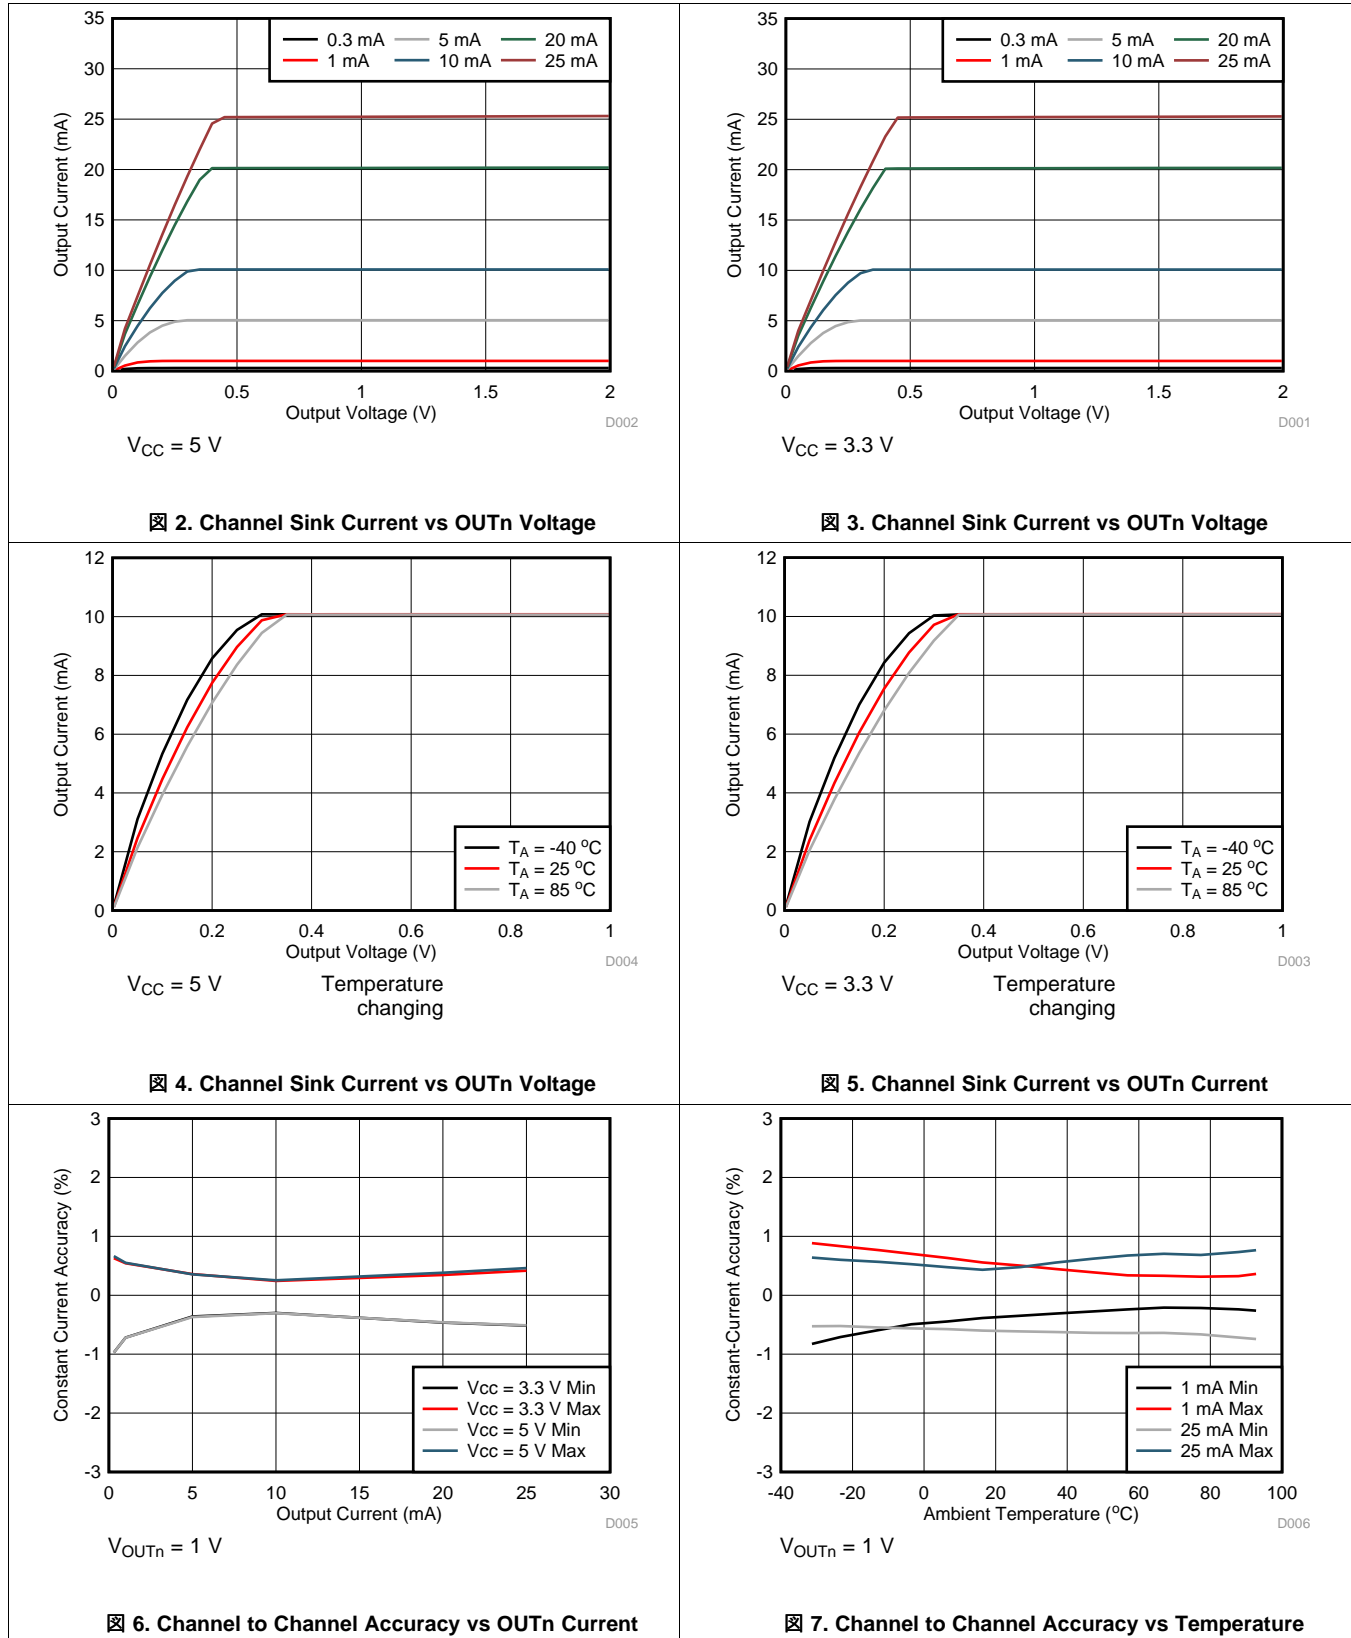 35
30
25
20
15
10
5
0
Output Current (mA)
0.3 mA 5 mA 20 mA
1 mA 10 mA 25 mA
0 0.5 1 1.5 2
Output Voltage (V)
D002
VCC = 5 V
図 2. Channel Sink Current vs OUTn Voltage
35
30
25
20
15
10
5
0
Output Current (mA)
0.3 mA 5 mA 20 mA
1 mA 10 mA 25 mA
0 0.5 1 1.5 2
Output Voltage (V)
D001
VCC = 3.3 V
図 3. Channel Sink Current vs OUTn Voltage
12
10
8
6
4
2
0
Output Current (mA)
TA = -40 oC
TA = 25 oC
TA = 85 oC
0 0.2 0.4 0.6 0.8 1
Output Voltage (V)
D004
VCC = 5 V Temperature
changing
図 4. Channel Sink Current vs OUTn Voltage
12
10
8
6
4
2
0
Output Current (mA)
TA = -40 oC
TA = 25 oC
TA = 85 oC
0 0.2 0.4 0.6 0.8 1
Output Voltage (V)
D003
VCC = 3.3 V Temperature
changing
図 5. Channel Sink Current vs OUTn Current
3
2
1
0
-1
-2
-3
Constant Current Accuracy (%)
Vcc = 3.3 V Min
Vcc = 3.3 V Max
Vcc = 5 V Min
Vcc = 5 V Max
0 5 10 15 20 25 30
Output Current (mA)
D005
VOUTn = 1 V
図 6. Channel to Channel Accuracy vs OUTn Current
3
2
1
0
-1
-2
-3
Constant-Current Accuracy (%)
1 mA Min
1 mA Max
25 mA Min
25 mA Max
-40 -20 0 20 40 60 80 100
Ambient Temperature (oC)
D006
VOUTn = 1 V
図 7. Channel to Channel Accuracy vs Temperature